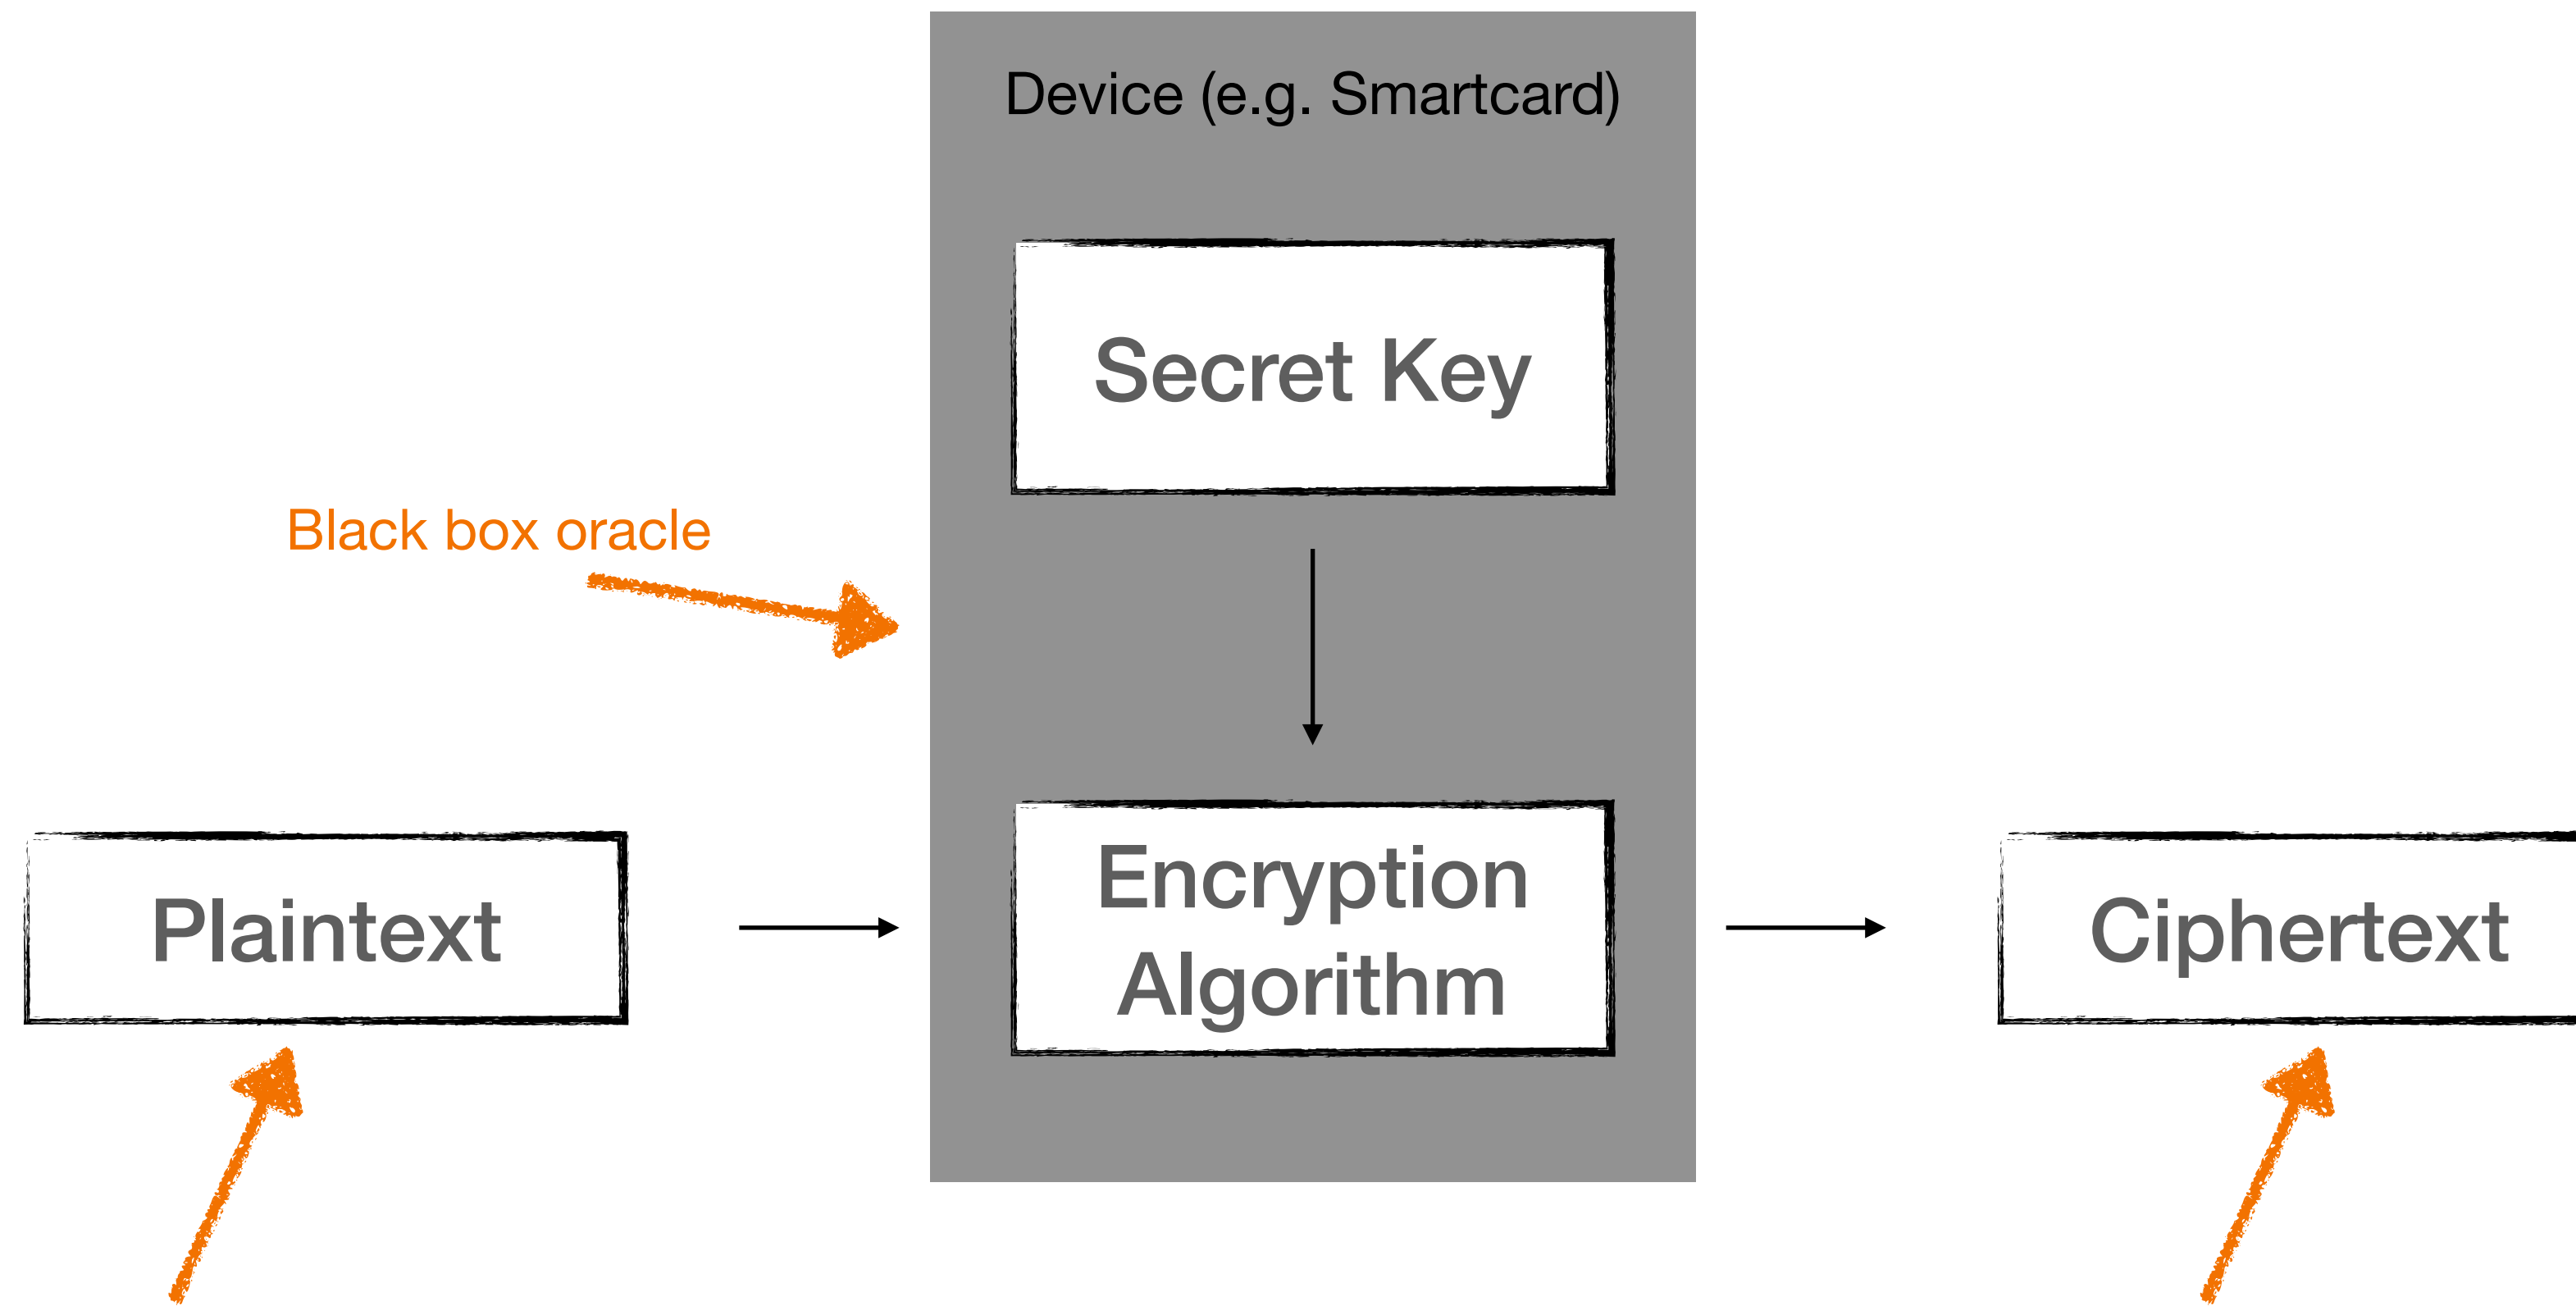 Device (e.g. Smartcard)
Secret Key
Black box oracle
Plaintext
Encryption
Algorithm
Ciphertext